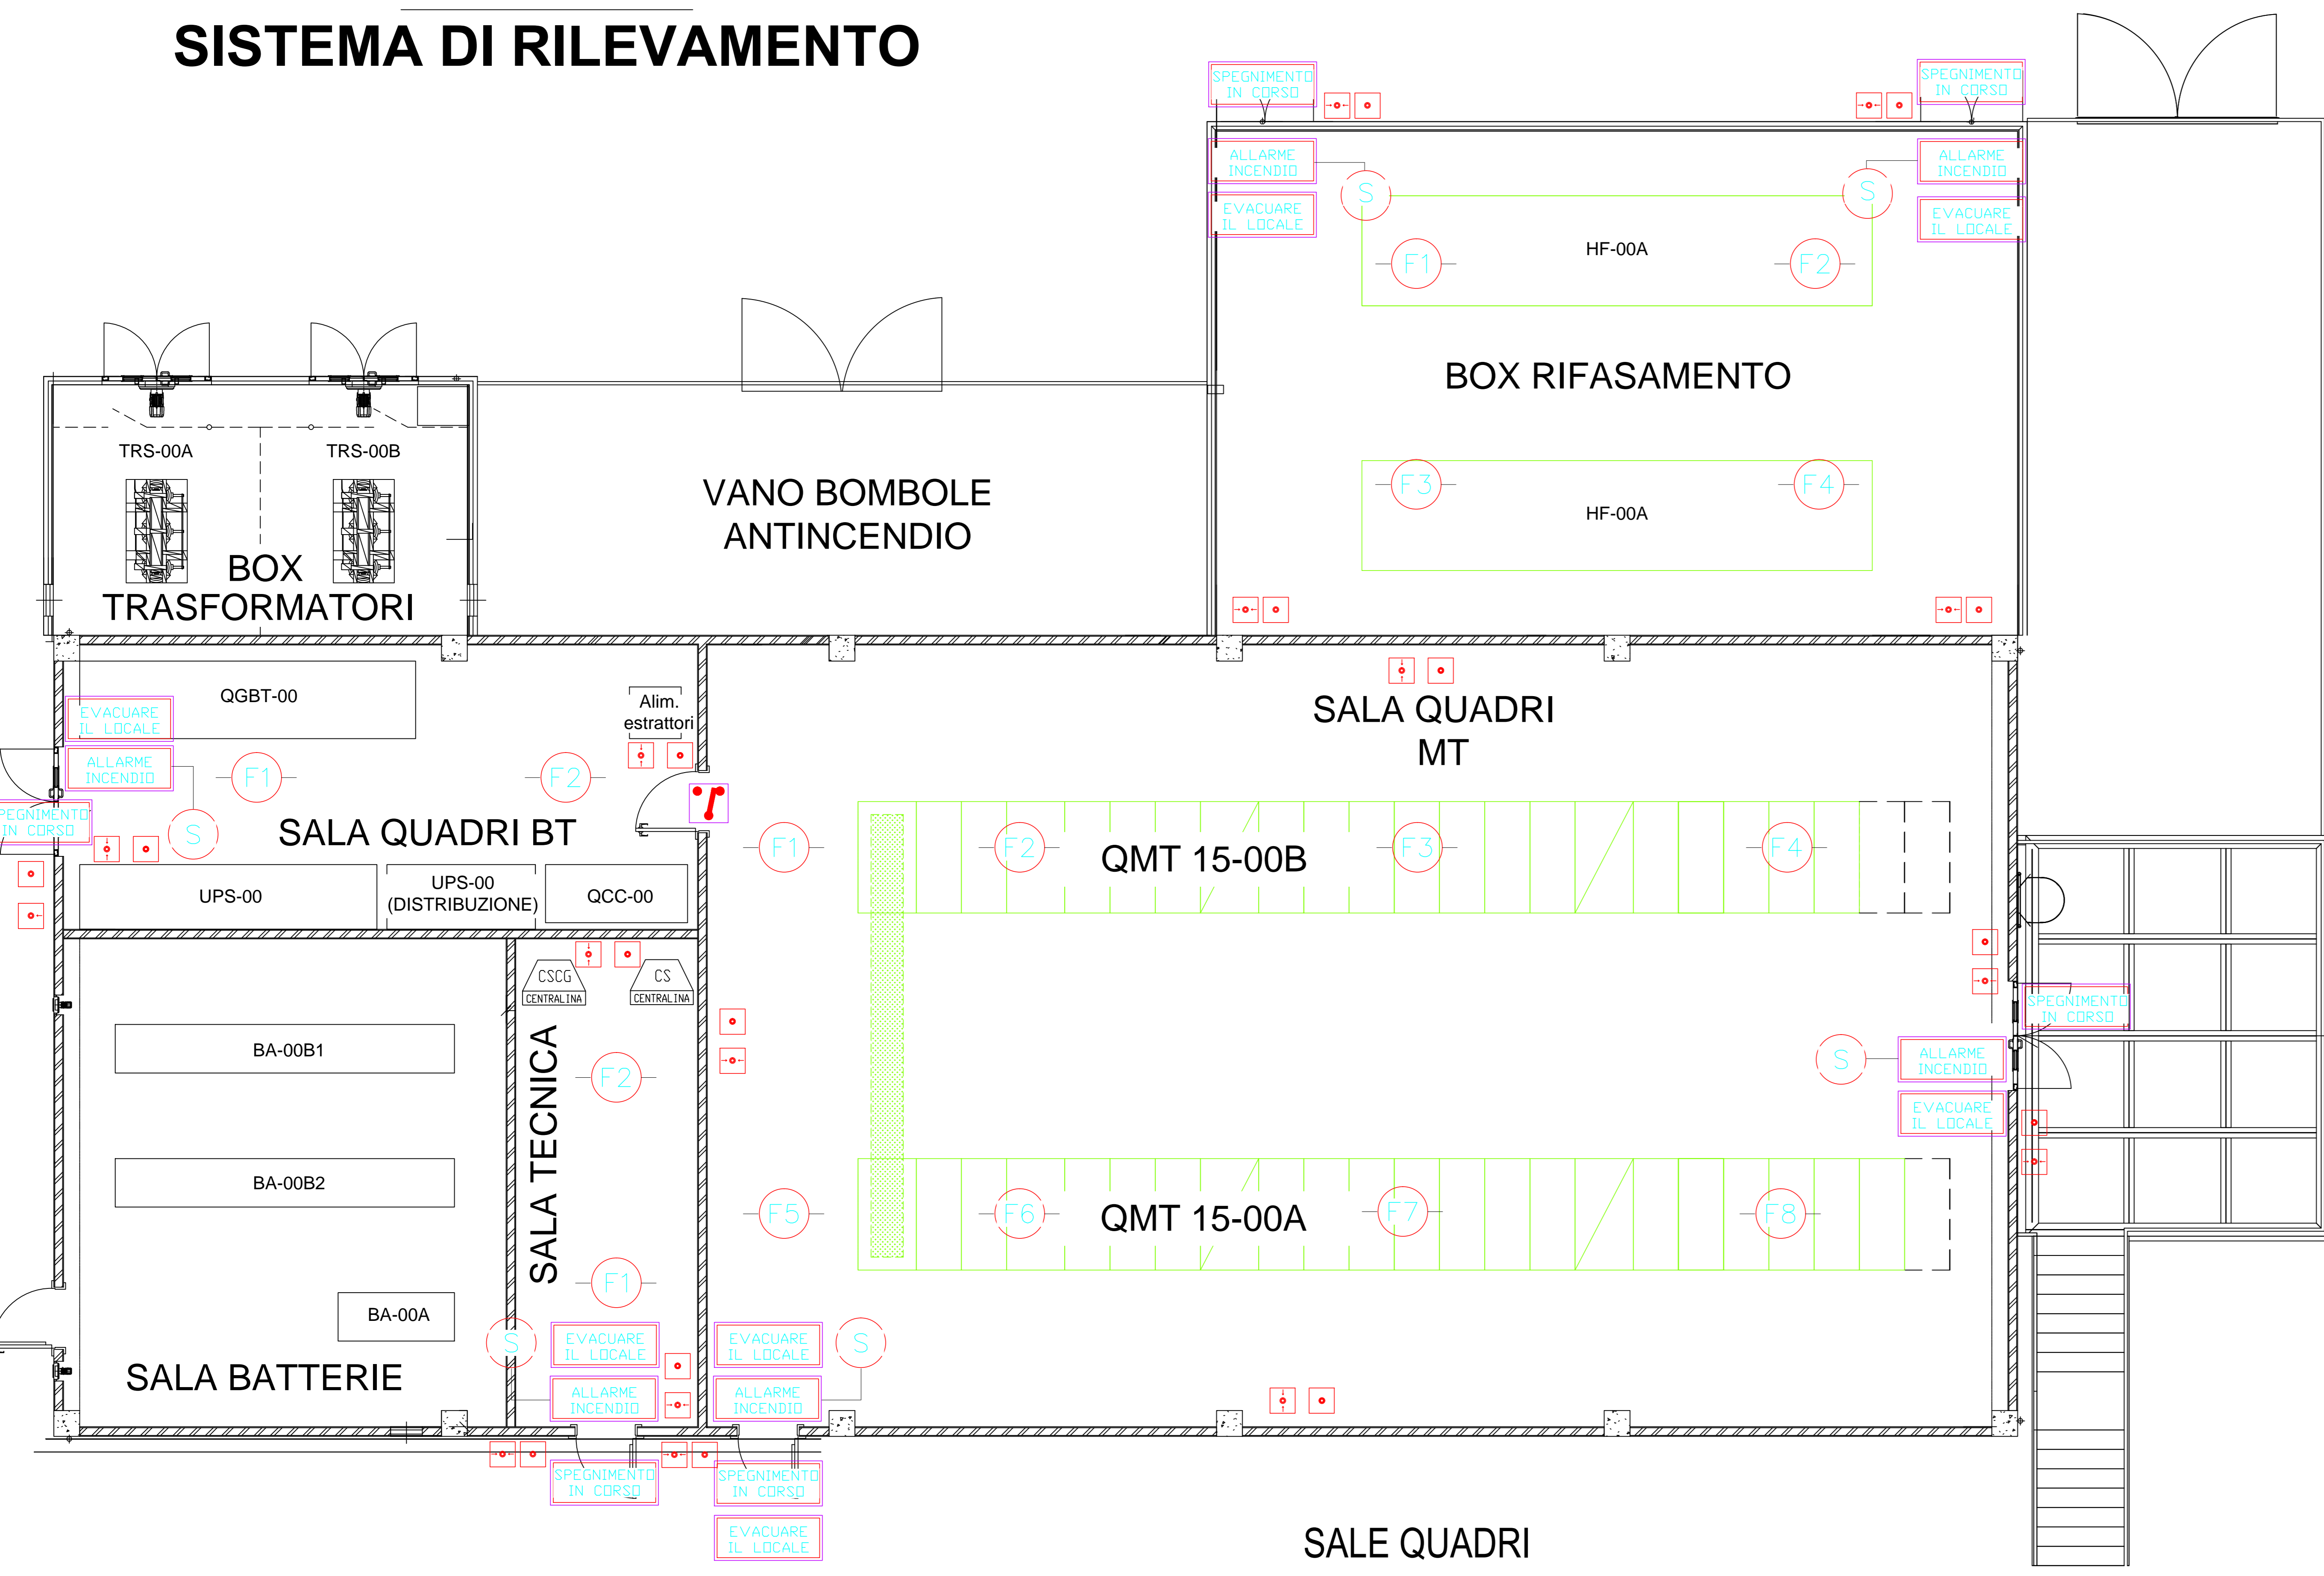 SISTEMA DI RILEVAMENTO
SPEGNIMENTO
IN CORSO
SPEGNIMENTO
IN CORSO
ALLARME
INCENDIO
ALLARME
INCENDIO
S
S
EVACUARE
IL LOCALE
EVACUARE
IL LOCALE
HF-00A
F1
F2
BOX RIFASAMENTO
TRS-00A
TRS-00B
F3
F4
HF-00A
VANO BOMBOLE
ANTINCENDIO
BOX
TRASFORMATORI
QGBT-00
Alim.
estrattori
EVACUARE
IL LOCALE
ALLARME
INCENDIO
F1
F2
SPEGNIMENTO
IN CORSO
S
SALA QUADRI BT
UPS-00
UPS-00
(DISTRIBUZIONE)
QCC-00
SALA QUADRI
MT
F1
F2
QMT 15-00B
F3
F4
CSCG
CENTRALINA
CS
CENTRALINA
SPEGNIMENTO
IN CORSO
S
ALLARME
INCENDIO
EVACUARE
IL LOCALE
BA-00B1
F2
SALA TECNICA
BA-00B2
F5
F6
QMT 15-00A
F7
F8
F1
BA-00A
SALA BATTERIE
S
EVACUARE
IL LOCALE
EVACUARE
IL LOCALE
S
ALLARME
INCENDIO
ALLARME
INCENDIO
SPEGNIMENTO
IN CORSO
SPEGNIMENTO
IN CORSO
EVACUARE
IL LOCALE
SALE QUADRI